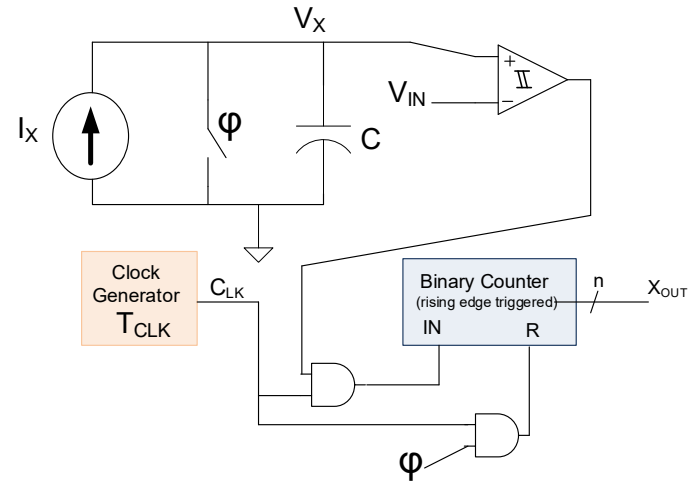 V_X
I_X
φ
C
V_IN
+
−
Clock
Generator
T_CLK
C_LK
Binary Counter
(rising edge triggered)
IN
R
n
X_OUT
φ